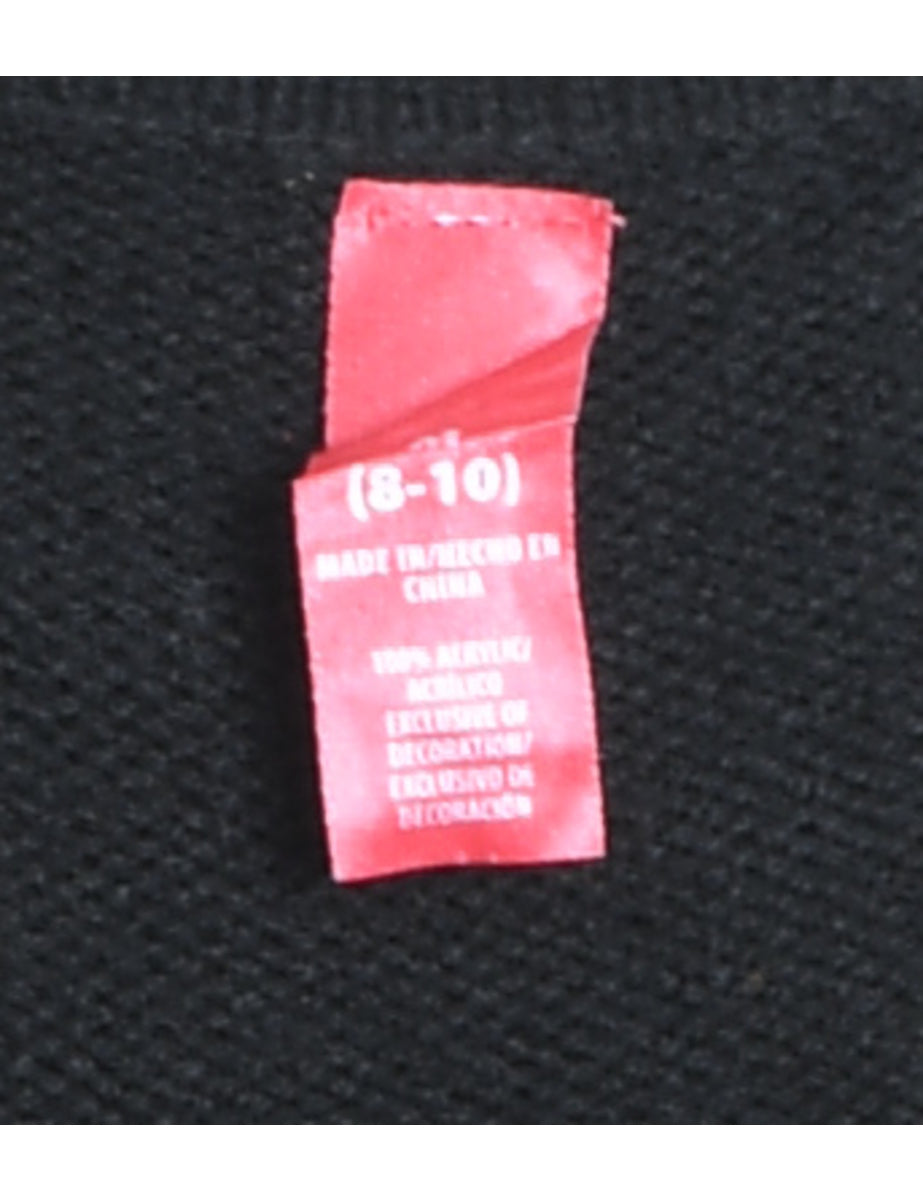 (8-10)
MADE IN/HECHO EN
CHINA
100% ACRYLIC/
ACRÍLICO
EXCLUSIVE OF
DECORATION/
EXCLUSIVO DE
DECORACIÓN